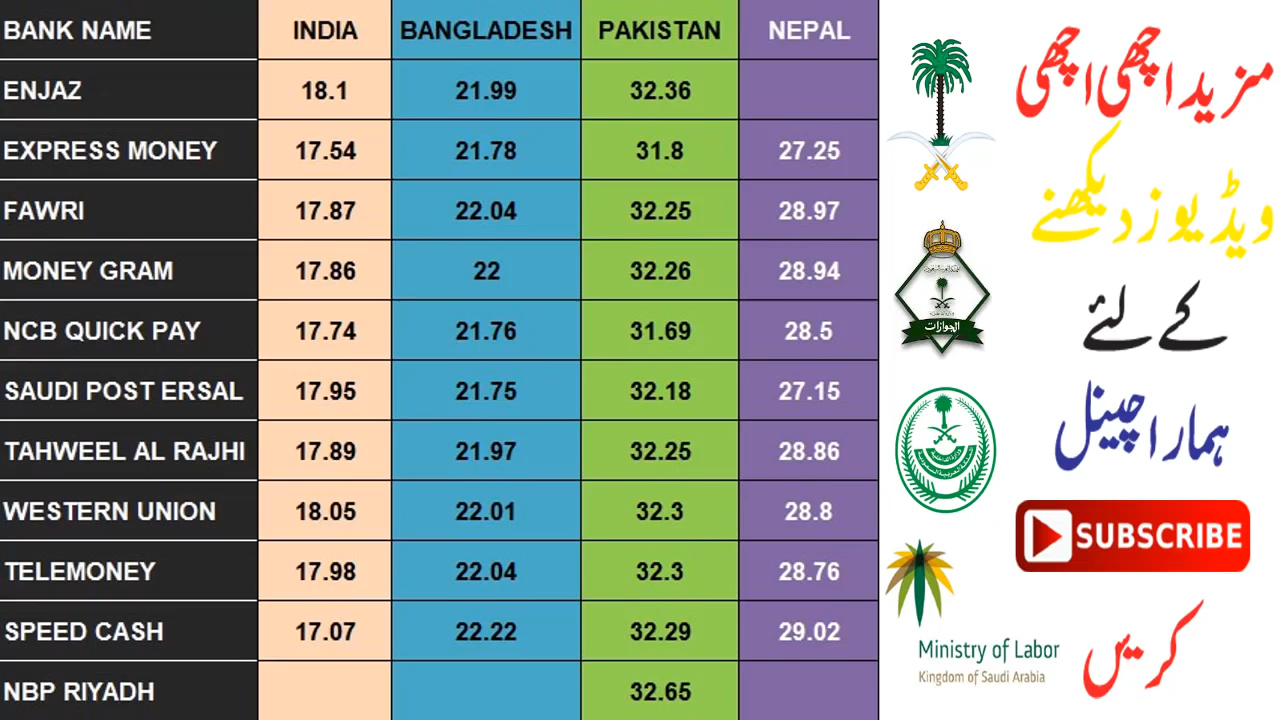 BANK NAME INDIA BANGLADESH PAKISTAN NEPAL
ENJAZ 18.1 21.99 32.36
EXPRESS MONEY 17.54 21.78 31.8 27.25
FAWRI 17.87 22.04 32.25 28.97
MONEY GRAM 17.86 22 32.26 28.94
NCB QUICK PAY 17.74 21.76 31.69 28.5
SAUDI POST ERSAL 17.95 21.75 32.18 27.15
TAHWEEL AL RAJHI 17.89 21.97 32.25 28.86
WESTERN UNION 18.05 22.01 32.3 28.8
TELEMONEY 17.98 22.04 32.3 28.76
SPEED CASH 17.07 22.22 32.29 29.02
NBP RIYADH 32.65
الجوازات
Ministry of Labor
Kingdom of Saudi Arabia
مزید اچھی اچھی
ویڈیوز دیکھنے
کے لئے
ہمارا چینل
SUBSCRIBE
کریں